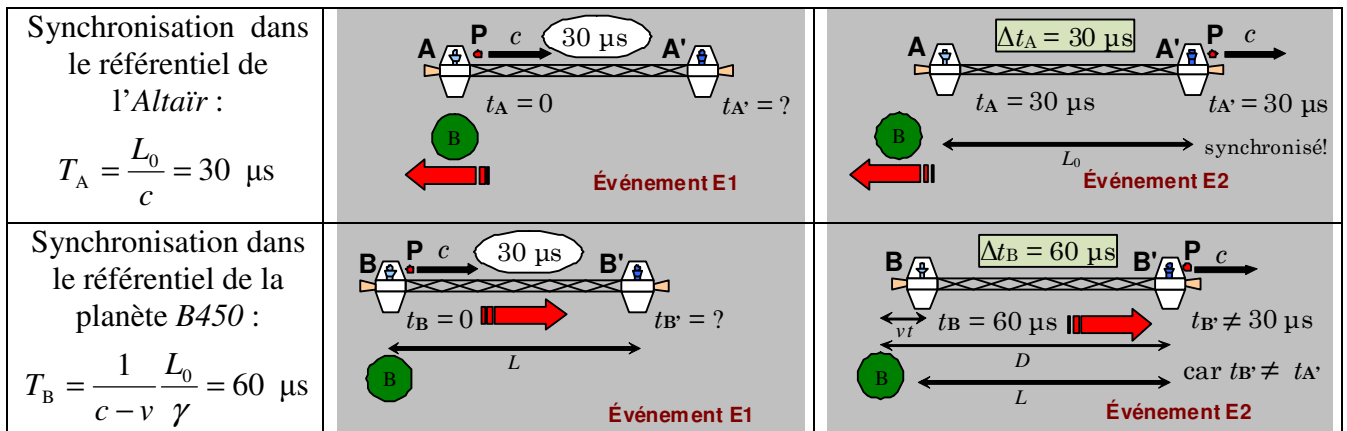 Synchronisation dans
le référentiel de
l'Altaïr :
T_A = L_0 / c = 30 µs
A P c 30 µs A'
t_A = 0 t_A' = ?
B
Événement E1
A Δt_A = 30 µs A' P c
t_A = 30 µs t_A' = 30 µs
B
L_0 synchronisé!
Événement E2
Synchronisation dans
le référentiel de la
planète B450 :
T_B = 1 / (c − v) L_0 / γ = 60 µs
B P c 30 µs B'
t_B = 0 t_B' = ?
L
B
Événement E1
B Δt_B = 60 µs B' P c
vt t_B = 60 µs t_B' ≠ 30 µs
D
B car t_B' ≠ t_A'
L
Événement E2